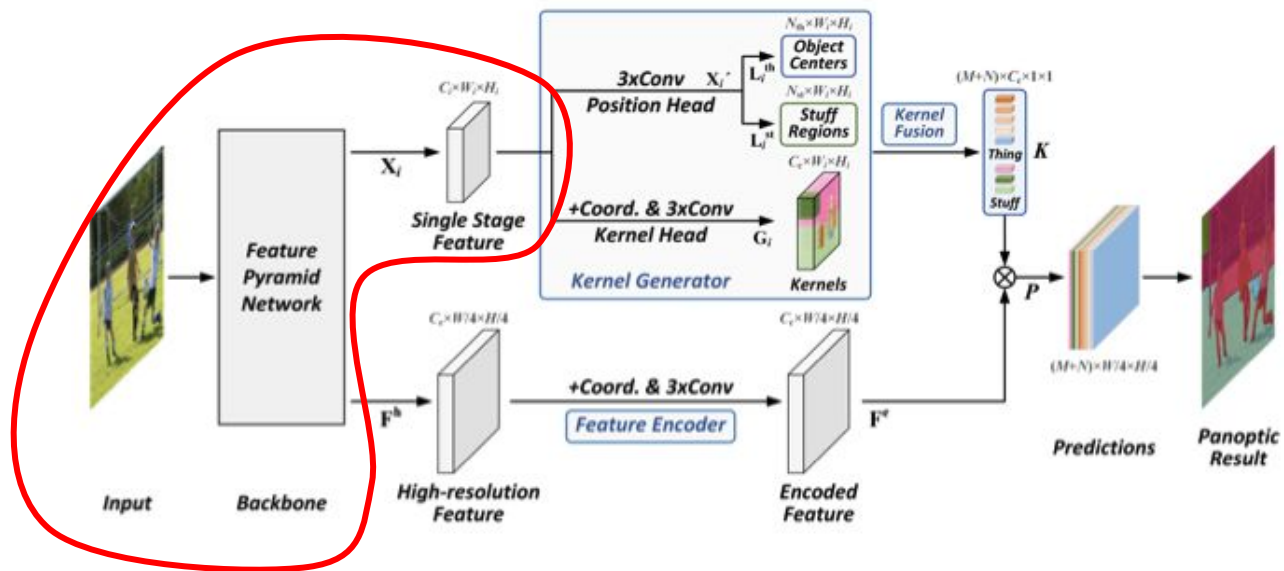 N_th×W_i×H_i
Object
Centers
3xConv
X_i'
L_i^th
Position Head
N_st×W_i×H_i
Stuff
Regions
L_i^st
C_e×W_i×H_i
+Coord. & 3xConv
Kernel Head
G_i
Kernel Generator
Kernels
C_i×W_i×H_i
X_i
Single Stage
Feature
Feature
Pyramid
Network
Kernel
Fusion
(M+N)×C_e×1×1
Thing
K
Stuff
C_e×W/4×H/4
F^h
+Coord. & 3xConv
Feature Encoder
C_e×W/4×H/4
F^e
P
(M+N)×W/4×H/4
Input
Backbone
High-resolution
Feature
Encoded
Feature
Predictions
Panoptic
Result